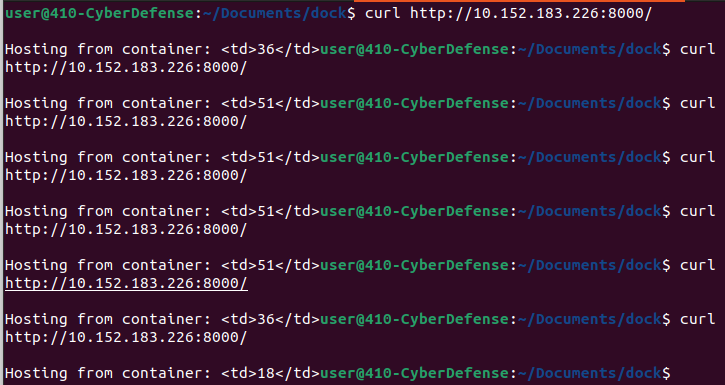 user@410-CyberDefense:~/Documents/dock$ curl http://10.152.183.226:8000/
Hosting from container: <td>36</td>user@410-CyberDefense:~/Documents/dock$ curl
http://10.152.183.226:8000/
Hosting from container: <td>51</td>user@410-CyberDefense:~/Documents/dock$ curl
http://10.152.183.226:8000/
Hosting from container: <td>51</td>user@410-CyberDefense:~/Documents/dock$ curl
http://10.152.183.226:8000/
Hosting from container: <td>51</td>user@410-CyberDefense:~/Documents/dock$ curl
http://10.152.183.226:8000/
Hosting from container: <td>51</td>user@410-CyberDefense:~/Documents/dock$ curl
http://10.152.183.226:8000/
Hosting from container: <td>36</td>user@410-CyberDefense:~/Documents/dock$ curl
http://10.152.183.226:8000/
Hosting from container: <td>18</td>user@410-CyberDefense:~/Documents/dock$